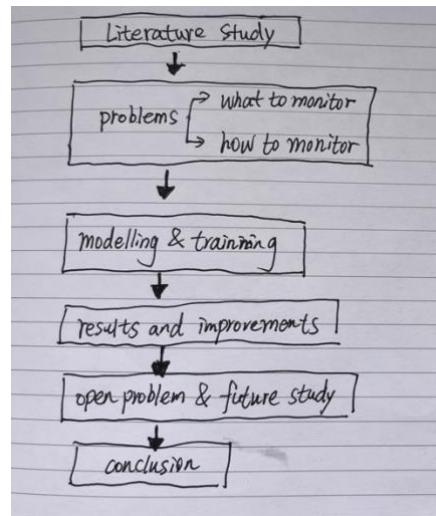 Literature study
problems
what to monitor
how to monitor
modelling & training
results and improvements
open problem & future study
conclusion